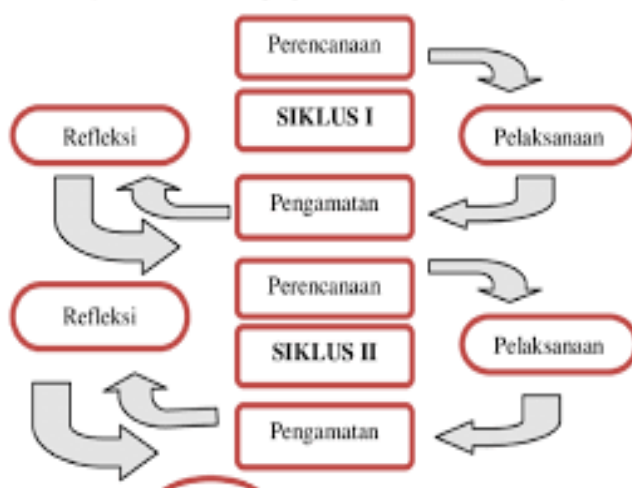 Perencanaan
SIKLUS I
Refleksi
Pelaksanaan
Pengamatan
Perencanaan
Refleksi
SIKLUS II
Pelaksanaan
Pengamatan